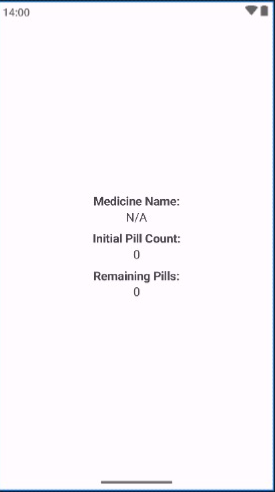 14:00
Medicine Name:
N/A
Initial Pill Count:
0
Remaining Pills:
0